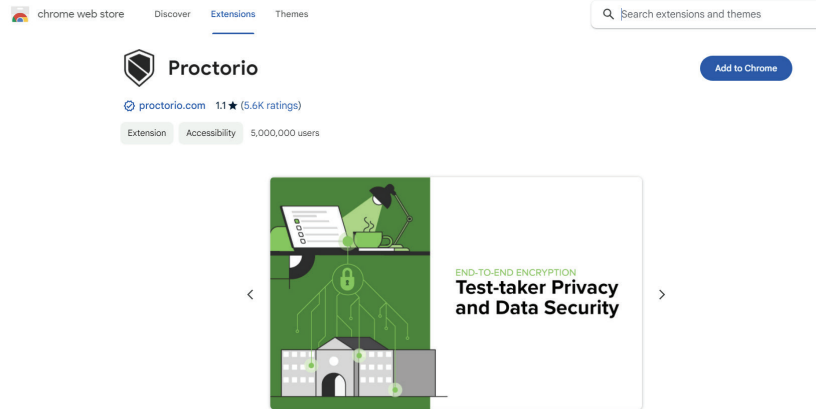 chrome web store Discover Extensions Themes Search extensions and themes
Proctorio Add to Chrome
proctorio.com 1.1 ★ (5.6K ratings)
Extension Accessibility 5,000,000 users
END-TO-END ENCRYPTION
Test-taker Privacy
and Data Security